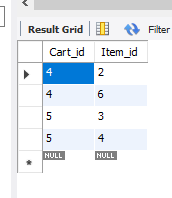 Result Grid Filter
Cart_id Item_id
4 2
4 6
5 3
5 4
NULL NULL